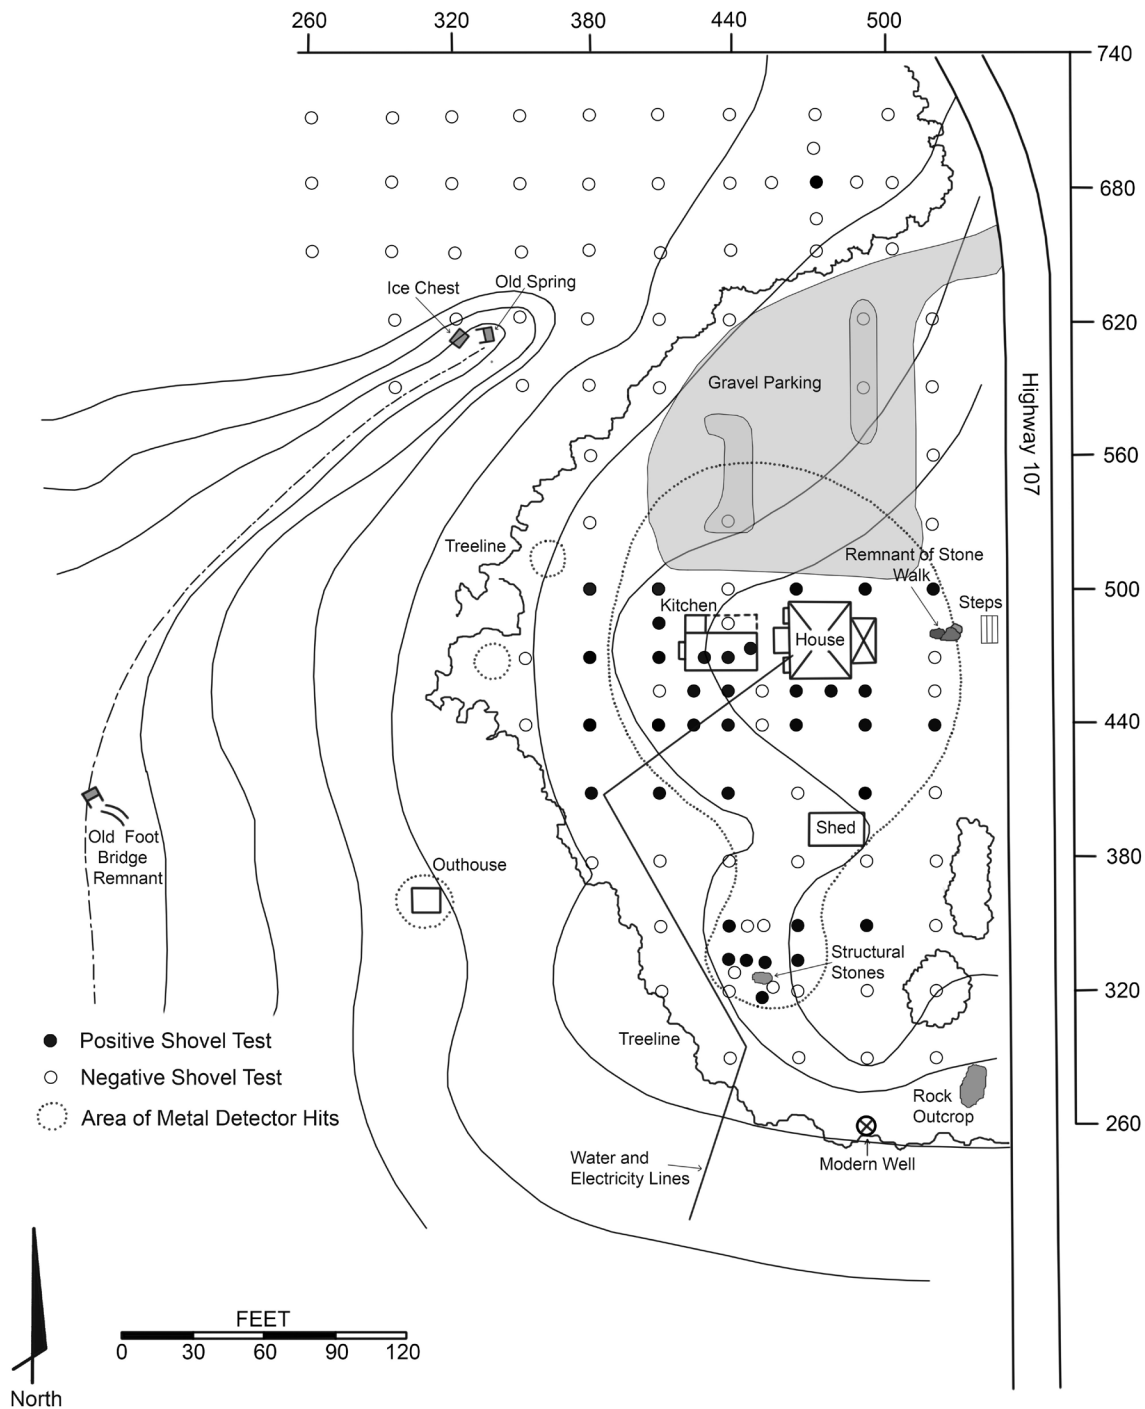 260 320 380 440 500
740
680
Ice Chest
Old Spring
620
Gravel Parking
Highway 107
560
Treeline
Remnant of Stone
Walk
500
Kitchen
Steps
House
440
Old Foot
Bridge
Remnant
Shed
380
Outhouse
Structural
Stones
320
Positive Shovel Test
Treeline
Negative Shovel Test
Rock
Outcrop
Area of Metal Detector Hits
260
Water and
Electricity Lines
Modern Well
FEET
0 30 60 90 120
North